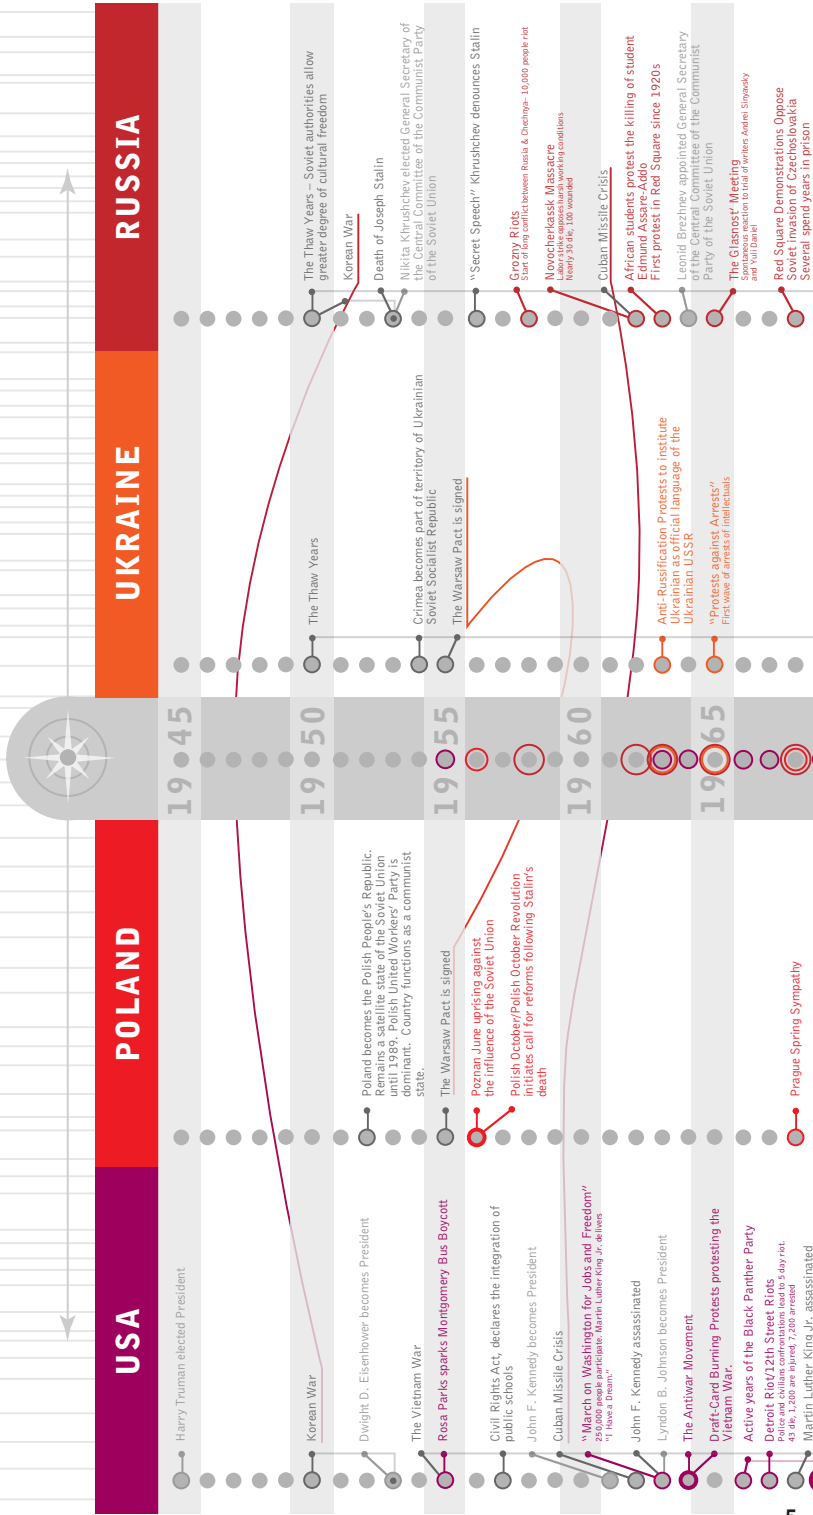 RUSSIA
The Thaw Years – Soviet authorities allow
greater degree of cultural freedom
Korean War
Death of Joseph Stalin
Nikita Khrushchev elected General Secretary of
the Central Committee of the Communist Party
of the Soviet Union
“Secret Speech” Khrushchev denounces Stalin
Grozny Riots
Start of long conflict between Russia & Chechnya– 10,000 people riot
Novocherkassk Massacre
Labor strike opposes harsh working conditions
Nearly 30 die, 100 wounded
Cuban Missile Crisis
African students protest the killing of student
Edmund Assare-Addo
First protest in Red Square since 1920s
Leonid Brezhnev appointed General Secretary
of the Central Committee of the Communist
Party of the Soviet Union
The Glasnost’ Meeting
Spontaneous reaction to trial of writers Andrei Sinyavsky
and Yuli Daniel
Red Square Demonstrations Oppose
Soviet invasion of Czechoslovakia
Several spend years in prison
UKRAINE
The Thaw Years
Crimea becomes part of territory of Ukrainian
Soviet Socialist Republic
The Warsaw Pact is signed
Anti-Russification Protests to institute
Ukrainian as official language of the
Ukrainian USSR
“Protests against Arrests”
First wave of arrests of intellectuals
1945
1950
1955
1960
1965
POLAND
Poland becomes the Polish People’s Republic.
Remains a satellite state of the Soviet Union
until 1989. Polish United Workers’ Party is
dominant. Country functions as a communist
state.
The Warsaw Pact is signed
Poznan June uprising against
the influence of the Soviet Union
Polish October/Polish October Revolution
initiates call for reforms following Stalin’s
death
Prague Spring Sympathy
USA
Harry Truman elected President
Korean War
Dwight D. Eisenhower becomes President
The Vietnam War
Rosa Parks sparks Montgomery Bus Boycott
Civil Rights Act, declares the integration of
public schools
John F. Kennedy becomes President
Cuban Missile Crisis
“March on Washington for Jobs and Freedom”
250,000 people participate. Martin Luther King Jr. delivers
“I Have a Dream.”
John F. Kennedy assassinated
Lyndon B. Johnson becomes President
The Antiwar Movement
Draft-Card Burning Protests protesting the
Vietnam War.
Active years of the Black Panther Party
Detroit Riot/12th Street Riots
Police and civilians confrontations lead to 5 day riot.
43 die, 1,200 are injured, 7,200 arrested
Martin Luther King Jr. assassinated